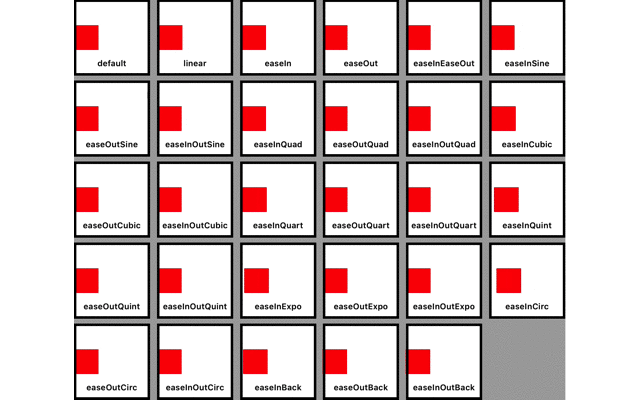 default linear easeIn easeOut easeInEaseOut easeInSine
easeOutSine easeInOutSine easeInQuad easeOutQuad easeInOutQuad easeInCubic
easeOutCubic easeInOutCubic easeInQuart easeOutQuart easeInOutQuart easeInQuint
easeOutQuint easeInOutQuint easeInExpo easeOutExpo easeInOutExpo easeInCirc
easeOutCirc easeInOutCirc easeInBack easeOutBack easeInOutBack